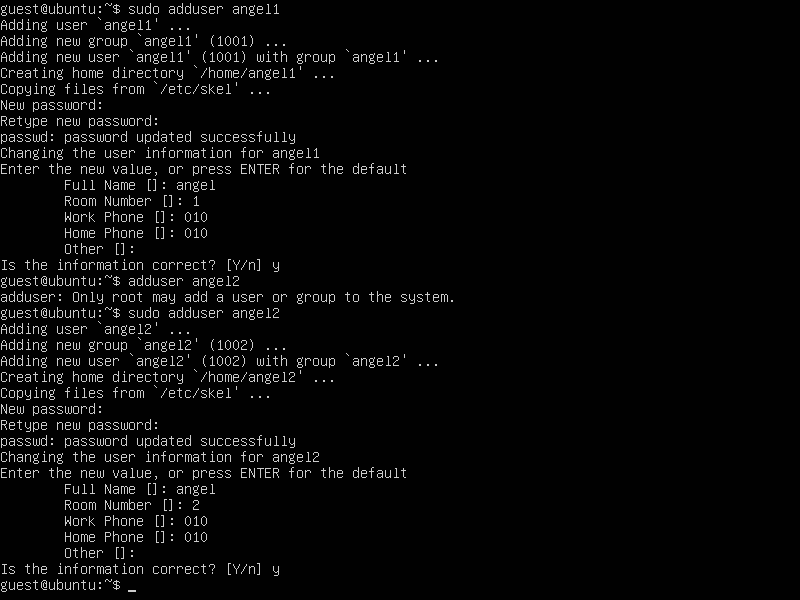 guest@ubuntu:~$ sudo adduser angel1
Adding user `angel1' ...
Adding new group `angel1' (1001) ...
Adding new user `angel1' (1001) with group `angel1' ...
Creating home directory `/home/angel1' ...
Copying files from `/etc/skel' ...
New password:
Retype new password:
passwd: password updated successfully
Changing the user information for angel1
Enter the new value, or press ENTER for the default
        Full Name []: angel
        Room Number []: 1
        Work Phone []: 010
        Home Phone []: 010
        Other []:
Is the information correct? [Y/n] y
guest@ubuntu:~$ adduser angel2
adduser: Only root may add a user or group to the system.
guest@ubuntu:~$ sudo adduser angel2
Adding user `angel2' ...
Adding new group `angel2' (1002) ...
Adding new user `angel2' (1002) with group `angel2' ...
Creating home directory `/home/angel2' ...
Copying files from `/etc/skel' ...
New password:
Retype new password:
passwd: password updated successfully
Changing the user information for angel2
Enter the new value, or press ENTER for the default
        Full Name []: angel
        Room Number []: 2
        Work Phone []: 010
        Home Phone []: 010
        Other []:
Is the information correct? [Y/n] y
guest@ubuntu:~$ _